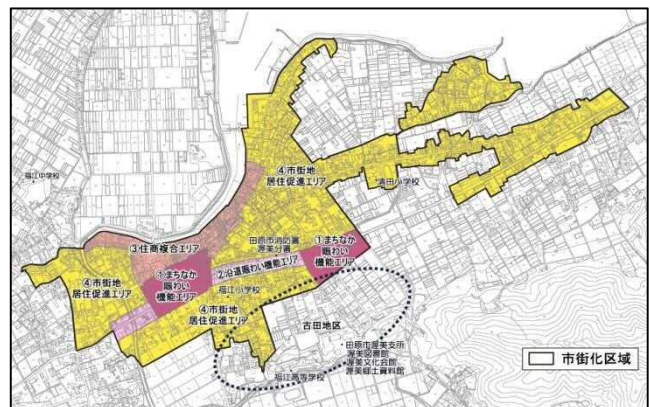 福江中学校
④市街地
居住促進エリア
清田小学校
③住商複合エリア
田原市消防署
渥美分署
①まちなか
賑わい
機能エリア
②沿道賑わい機能エリア
①まちなか
賑わい
機能エリア
④市街地
居住促進エリア
福江小学校
④市街地
居住促進エリア
古田地区
田原市渥美支所
渥美図書館
渥美文化会館
渥美郷土資料館
福江高等学校
市街化区域